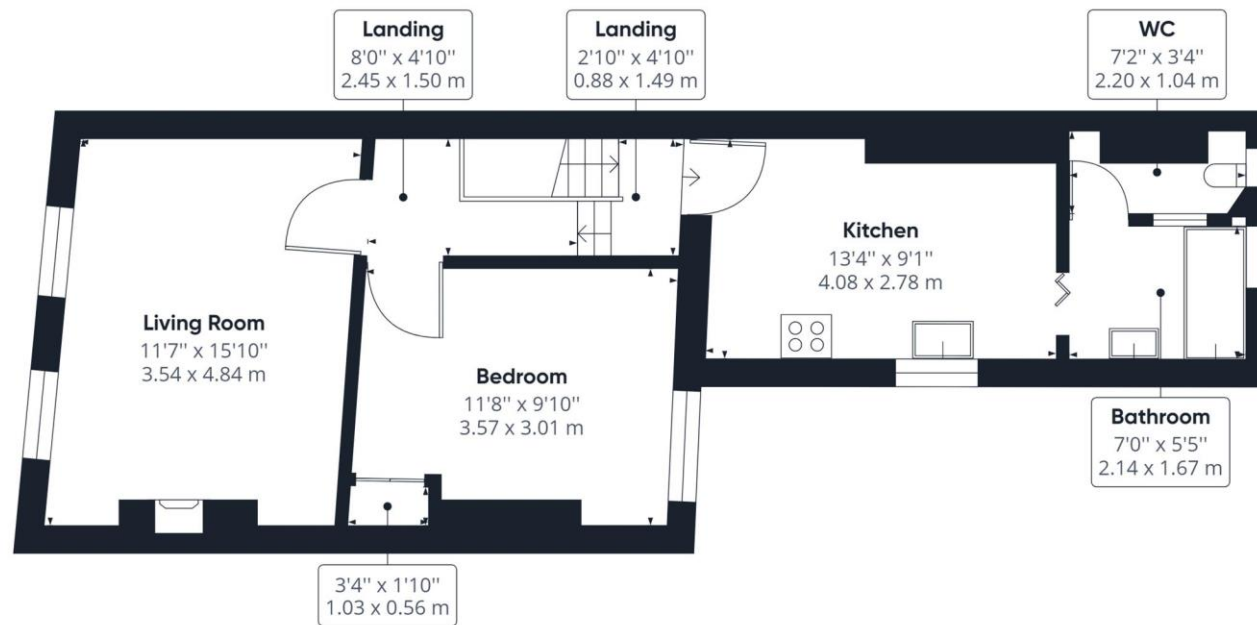 Landing
8'0" x 4'10"
2.45 x 1.50 m
Landing
2'10" x 4'10"
0.88 x 1.49 m
WC
7'2" x 3'4"
2.20 x 1.04 m
Kitchen
13'4" x 9'1"
4.08 x 2.78 m
Living Room
11'7" x 15'10"
3.54 x 4.84 m
Bedroom
11'8" x 9'10"
3.57 x 3.01 m
Bathroom
7'0" x 5'5"
2.14 x 1.67 m
3'4" x 1'10"
1.03 x 0.56 m